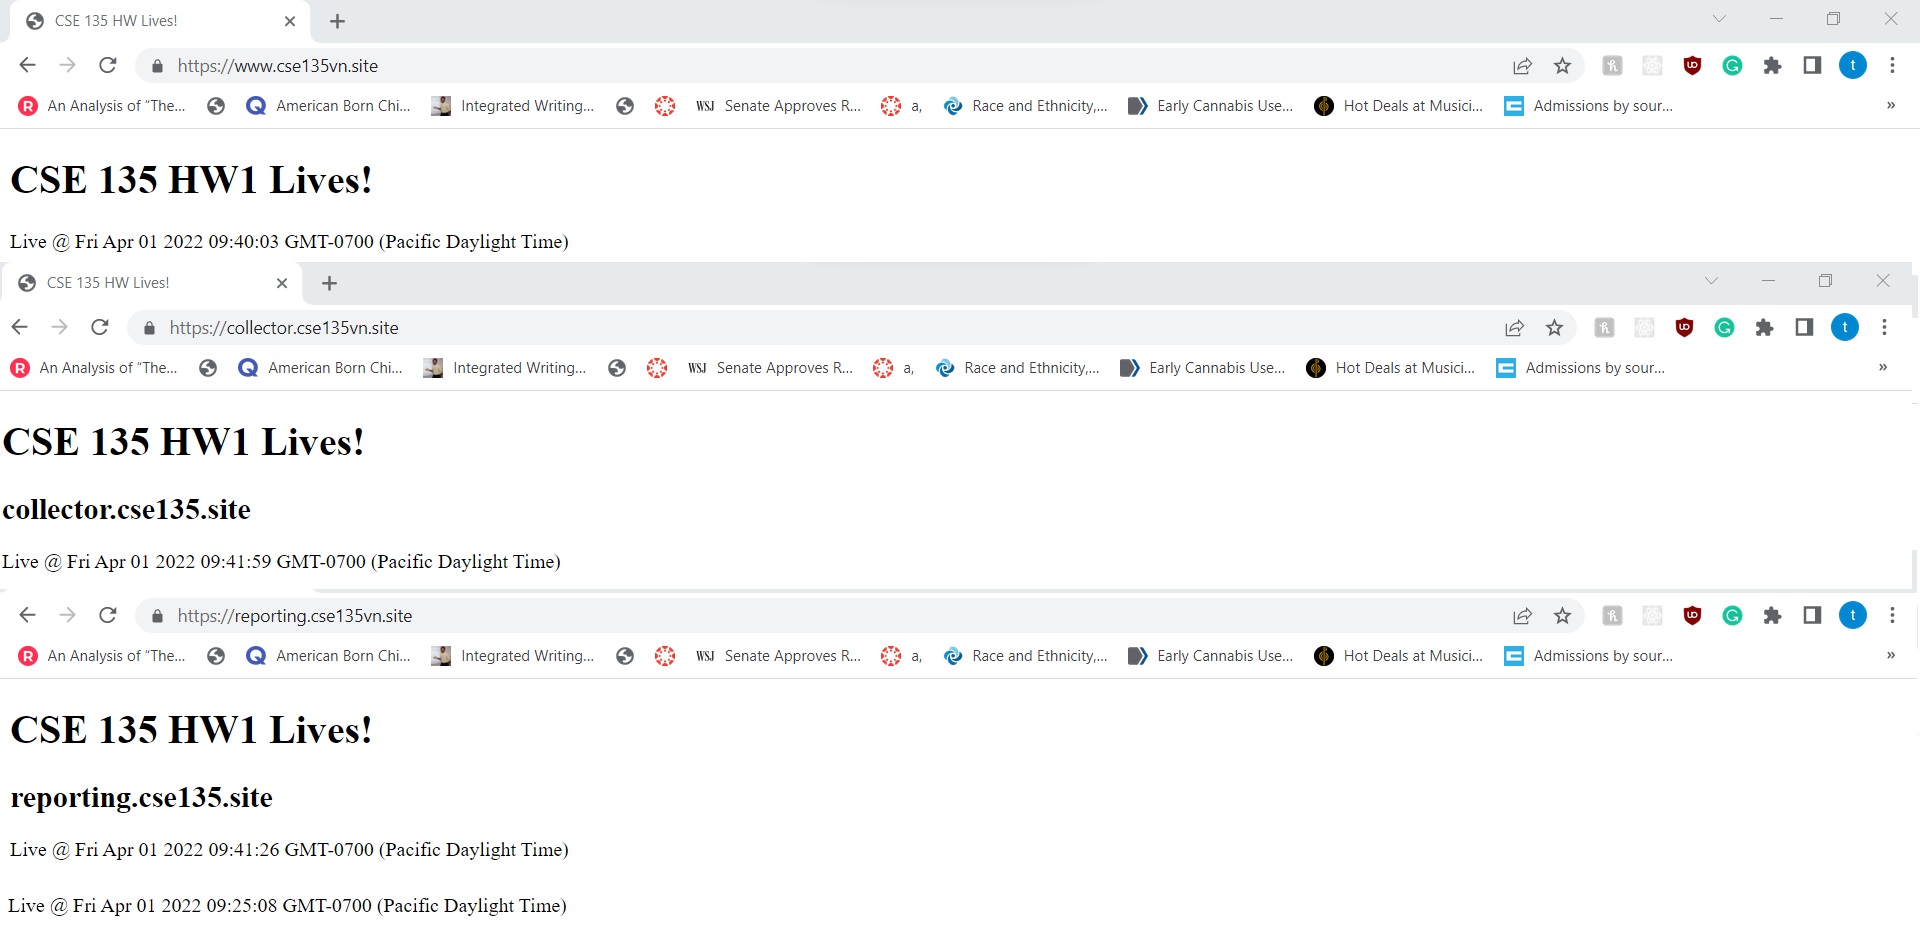 CSE 135 HW Lives!
https://www.cse135vn.site
t
An Analysis of “The... American Born Chi... Integrated Writing... WSJ Senate Approves R... a, Race and Ethnicity,... Early Cannabis Use... Hot Deals at Musici... Admissions by sour... »
CSE 135 HW1 Lives!
Live @ Fri Apr 01 2022 09:40:03 GMT-0700 (Pacific Daylight Time)
CSE 135 HW Lives!
https://collector.cse135vn.site
t
An Analysis of “The... American Born Chi... Integrated Writing... WSJ Senate Approves R... a, Race and Ethnicity,... Early Cannabis Use... Hot Deals at Musici... Admissions by sour... »
CSE 135 HW1 Lives!
collector.cse135.site
Live @ Fri Apr 01 2022 09:41:59 GMT-0700 (Pacific Daylight Time)
https://reporting.cse135vn.site
t
An Analysis of “The... American Born Chi... Integrated Writing... WSJ Senate Approves R... a, Race and Ethnicity,... Early Cannabis Use... Hot Deals at Musici... Admissions by sour... »
CSE 135 HW1 Lives!
reporting.cse135.site
Live @ Fri Apr 01 2022 09:41:26 GMT-0700 (Pacific Daylight Time)
Live @ Fri Apr 01 2022 09:25:08 GMT-0700 (Pacific Daylight Time)